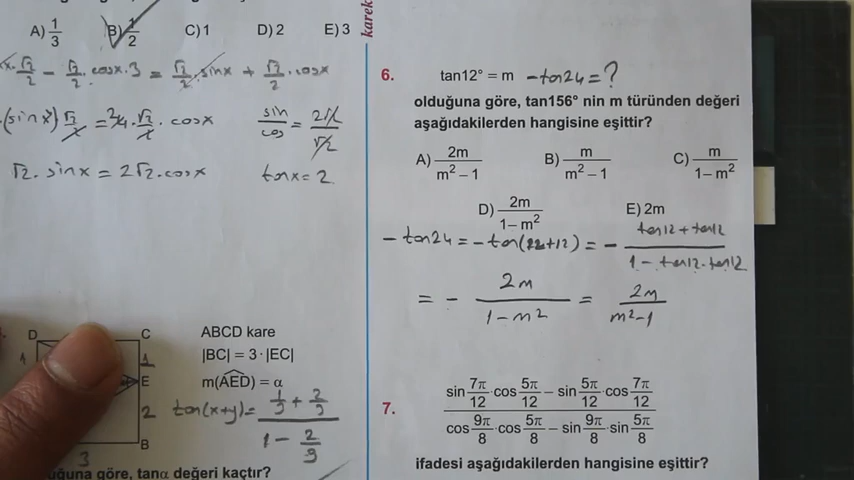 A) 1/3 B) 1/2 C) 1 D) 2 E) 3
x. √2/2 - √2/2 . cosx . 3 = √2/2 . sinx + √2/2 . cosx
(sinx) √2/x = . √2/x . cosx
sin/cos = 2√2/√2
√2 . sinx = 2√2 . cosx tanx = 2
D C
ABCD kare
|BC| = 3·|EC|
1 1
E
m(AED) = α
2
tan(x+y) = (1/3 + 2/3)/(1 - 2/9)
B
3
ğuna göre, tanα değeri kaçtır?
karek
6. tan12° = m - tan24 = ?
olduğuna göre, tan156° nin m türünden değeri
aşağıdakilerden hangisine eşittir?
A) 2m/(m² – 1) B) m/(m² – 1) C) m/(1 – m²)
D) 2m/(1 – m²) E) 2m
- tan24 = - tan(12+12) = - (tan12 + tan12)/(1 - tan12 . tan12)
= - 2m/(1 - m²) = 2m/(m² - 1)
7. (sin 7π/12 · cos 5π/12 – sin 5π/12 · cos 7π/12)/(cos 9π/8 · cos 5π/8 – sin 9π/8 · sin 5π/8)
ifadesi aşağıdakilerden hangisine eşittir?